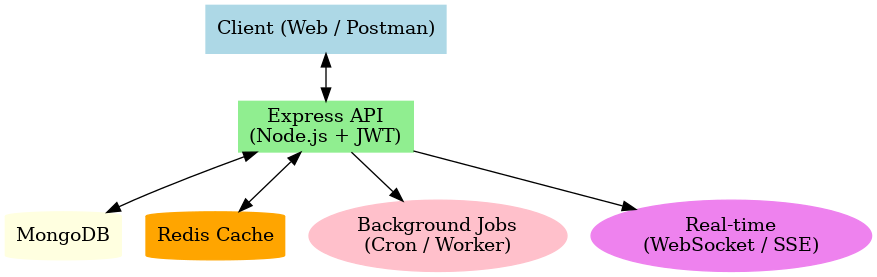 Client (Web / Postman)
Express API
(Node.js + JWT)
MongoDB
Redis Cache
Background Jobs
(Cron / Worker)
Real-time
(WebSocket / SSE)